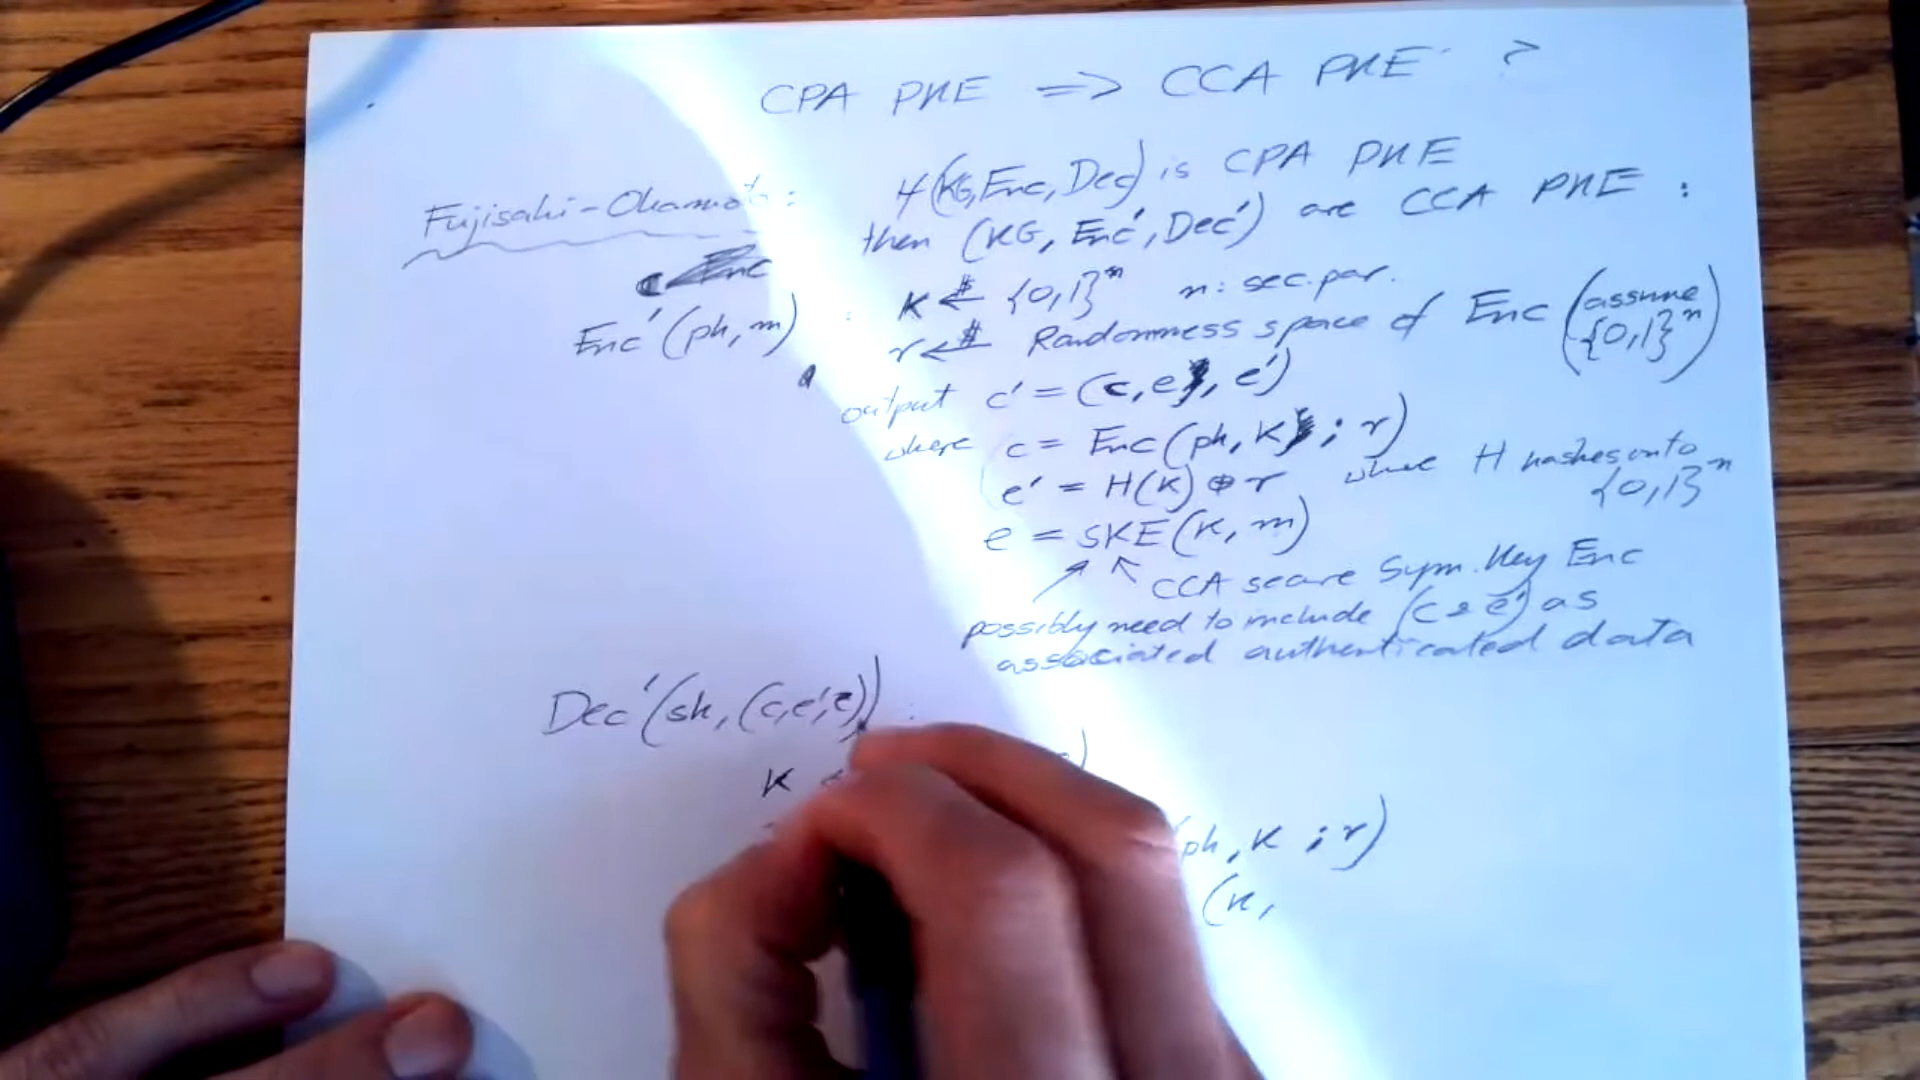 CPA PKE => CCA PKE ?
Fujisaki-Okamoto: If (KG, Enc, Dec) is CPA PKE
then (KG, Enc', Dec') are CCA PKE :
Enc
Enc'(pk, m) : K <-$ {0,1}^n n: sec. par.
r <-$ Randomness space of Enc (assume {0,1}^n)
output c' = (c, e, e')
where c = Enc(pk, K ; r)
e' = H(K) ⊕ r where H hashes onto {0,1}^n
e = SKE(K, m)
CCA secure Sym. Key Enc
possibly need to include (c & e') as
associated authenticated data
Dec'(sk, (c, e', e)) :
K
pk, K ; r)
(K,